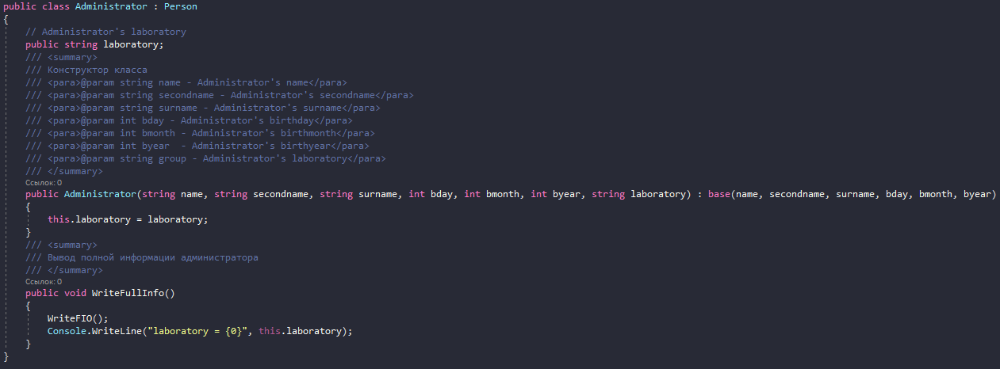 public class Administrator : Person
{
    // Administrator's laboratory
    public string laboratory;
    /// <summary>
    /// Конструктор класса
    /// <para>@param string name - Administrator's name</para>
    /// <para>@param string secondname - Administrator's secondname</para>
    /// <para>@param string surname - Administrator's surname</para>
    /// <para>@param int bday - Administrator's birthday</para>
    /// <para>@param int bmonth - Administrator's birthmonth</para>
    /// <para>@param int byear  - Administrator's birthyear</para>
    /// <para>@param string group - Administrator's laboratory</para>
    /// </summary>
    Ссылок: 0
    public Administrator(string name, string secondname, string surname, int bday, int bmonth, int byear, string laboratory) : base(name, secondname, surname, bday, bmonth, byear)
    {
        this.laboratory = laboratory;
    }
    /// <summary>
    /// Вывод полной информации администратора
    /// </summary>
    Ссылок: 0
    public void WriteFullInfo()
    {
        WriteFIO();
        Console.WriteLine("laboratory = {0}", this.laboratory);
    }
}